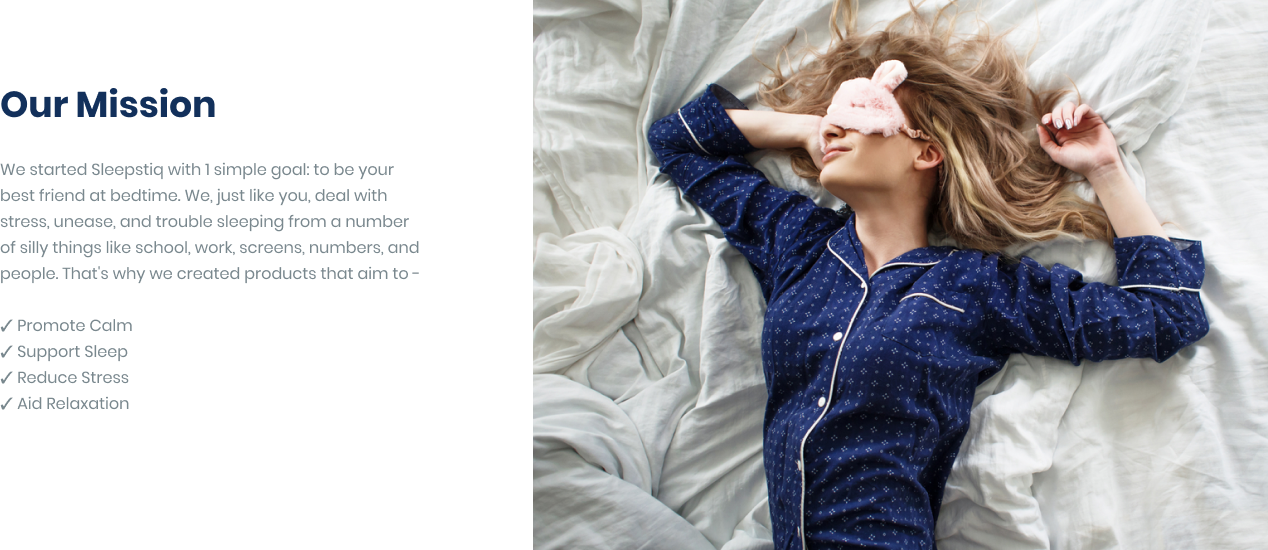 Our Mission
We started Sleepstiq with 1 simple goal: to be your
best friend at bedtime. We, just like you, deal with
stress, unease, and trouble sleeping from a number
of silly things like school, work, screens, numbers, and
people. That's why we created products that aim to -
✓ Promote Calm
✓ Support Sleep
✓ Reduce Stress
✓ Aid Relaxation